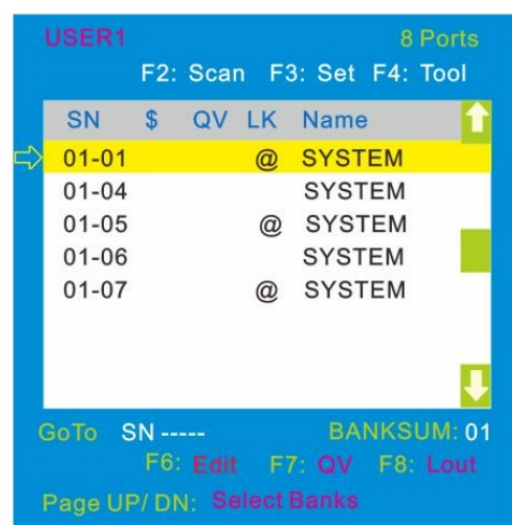 USER1 8 Ports
F2: Scan F3: Set F4: Tool
SN $ QV LK Name
01-01 @ SYSTEM
01-04 SYSTEM
01-05 @ SYSTEM
01-06 SYSTEM
01-07 @ SYSTEM
GoTo SN ----- BANKSUM: 01
F6: Edit F7: QV F8: Lout
Page UP/ DN: Select Banks